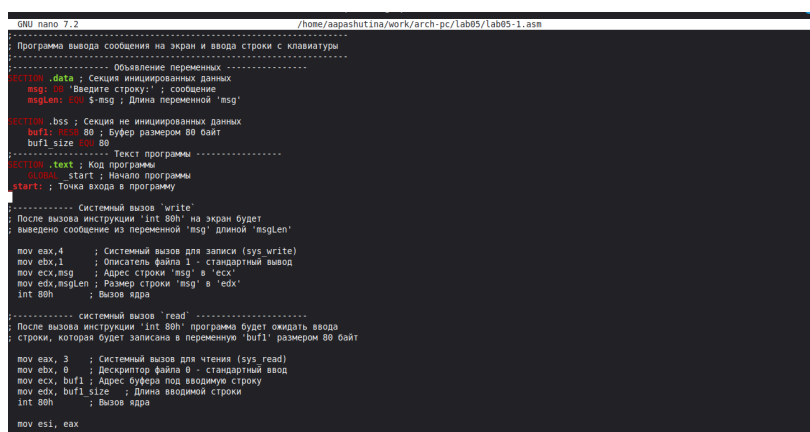 GNU nano 7.2 /home/aapashutina/work/arch-pc/lab05/lab05-1.asm
;------------------------------------------------------------------
; Программа вывода сообщения на экран и ввода строки с клавиатуры
;------------------------------------------------------------------
;------------------- Объявление переменных ----------------
SECTION .data ; Секция инициированных данных
msg: DB 'Введите строку:' ; сообщение
msgLen: EQU $-msg ; Длина переменной 'msg'
SECTION .bss ; Секция не инициированных данных
buf1: RESB 80 ; Буфер размером 80 байт
buf1_size EQU 80
;------------------- Текст программы -----------------
SECTION .text ; Код программы
GLOBAL _start ; Начало программы
_start: ; Точка входа в программу
;------------ Системный вызов `write`
; После вызова инструкции 'int 80h' на экран будет
; выведено сообщение из переменной 'msg' длиной 'msgLen'
mov eax,4 ; Системный вызов для записи (sys_write)
mov ebx,1 ; Описатель файла 1 - стандартный вывод
mov ecx,msg ; Адрес строки 'msg' в 'ecx'
mov edx,msgLen ; Размер строки 'msg' в 'edx'
int 80h ; Вызов ядра
;------------ системный вызов `read` ----------------------
; После вызова инструкции 'int 80h' программа будет ожидать ввода
; строки, которая будет записана в переменную 'buf1' размером 80 байт
mov eax, 3 ; Системный вызов для чтения (sys_read)
mov ebx, 0 ; Дескриптор файла 0 - стандартный ввод
mov ecx, buf1 ; Адрес буфера под вводимую строку
mov edx, buf1_size ; Длина вводимой строки
int 80h ; Вызов ядра
mov esi, eax